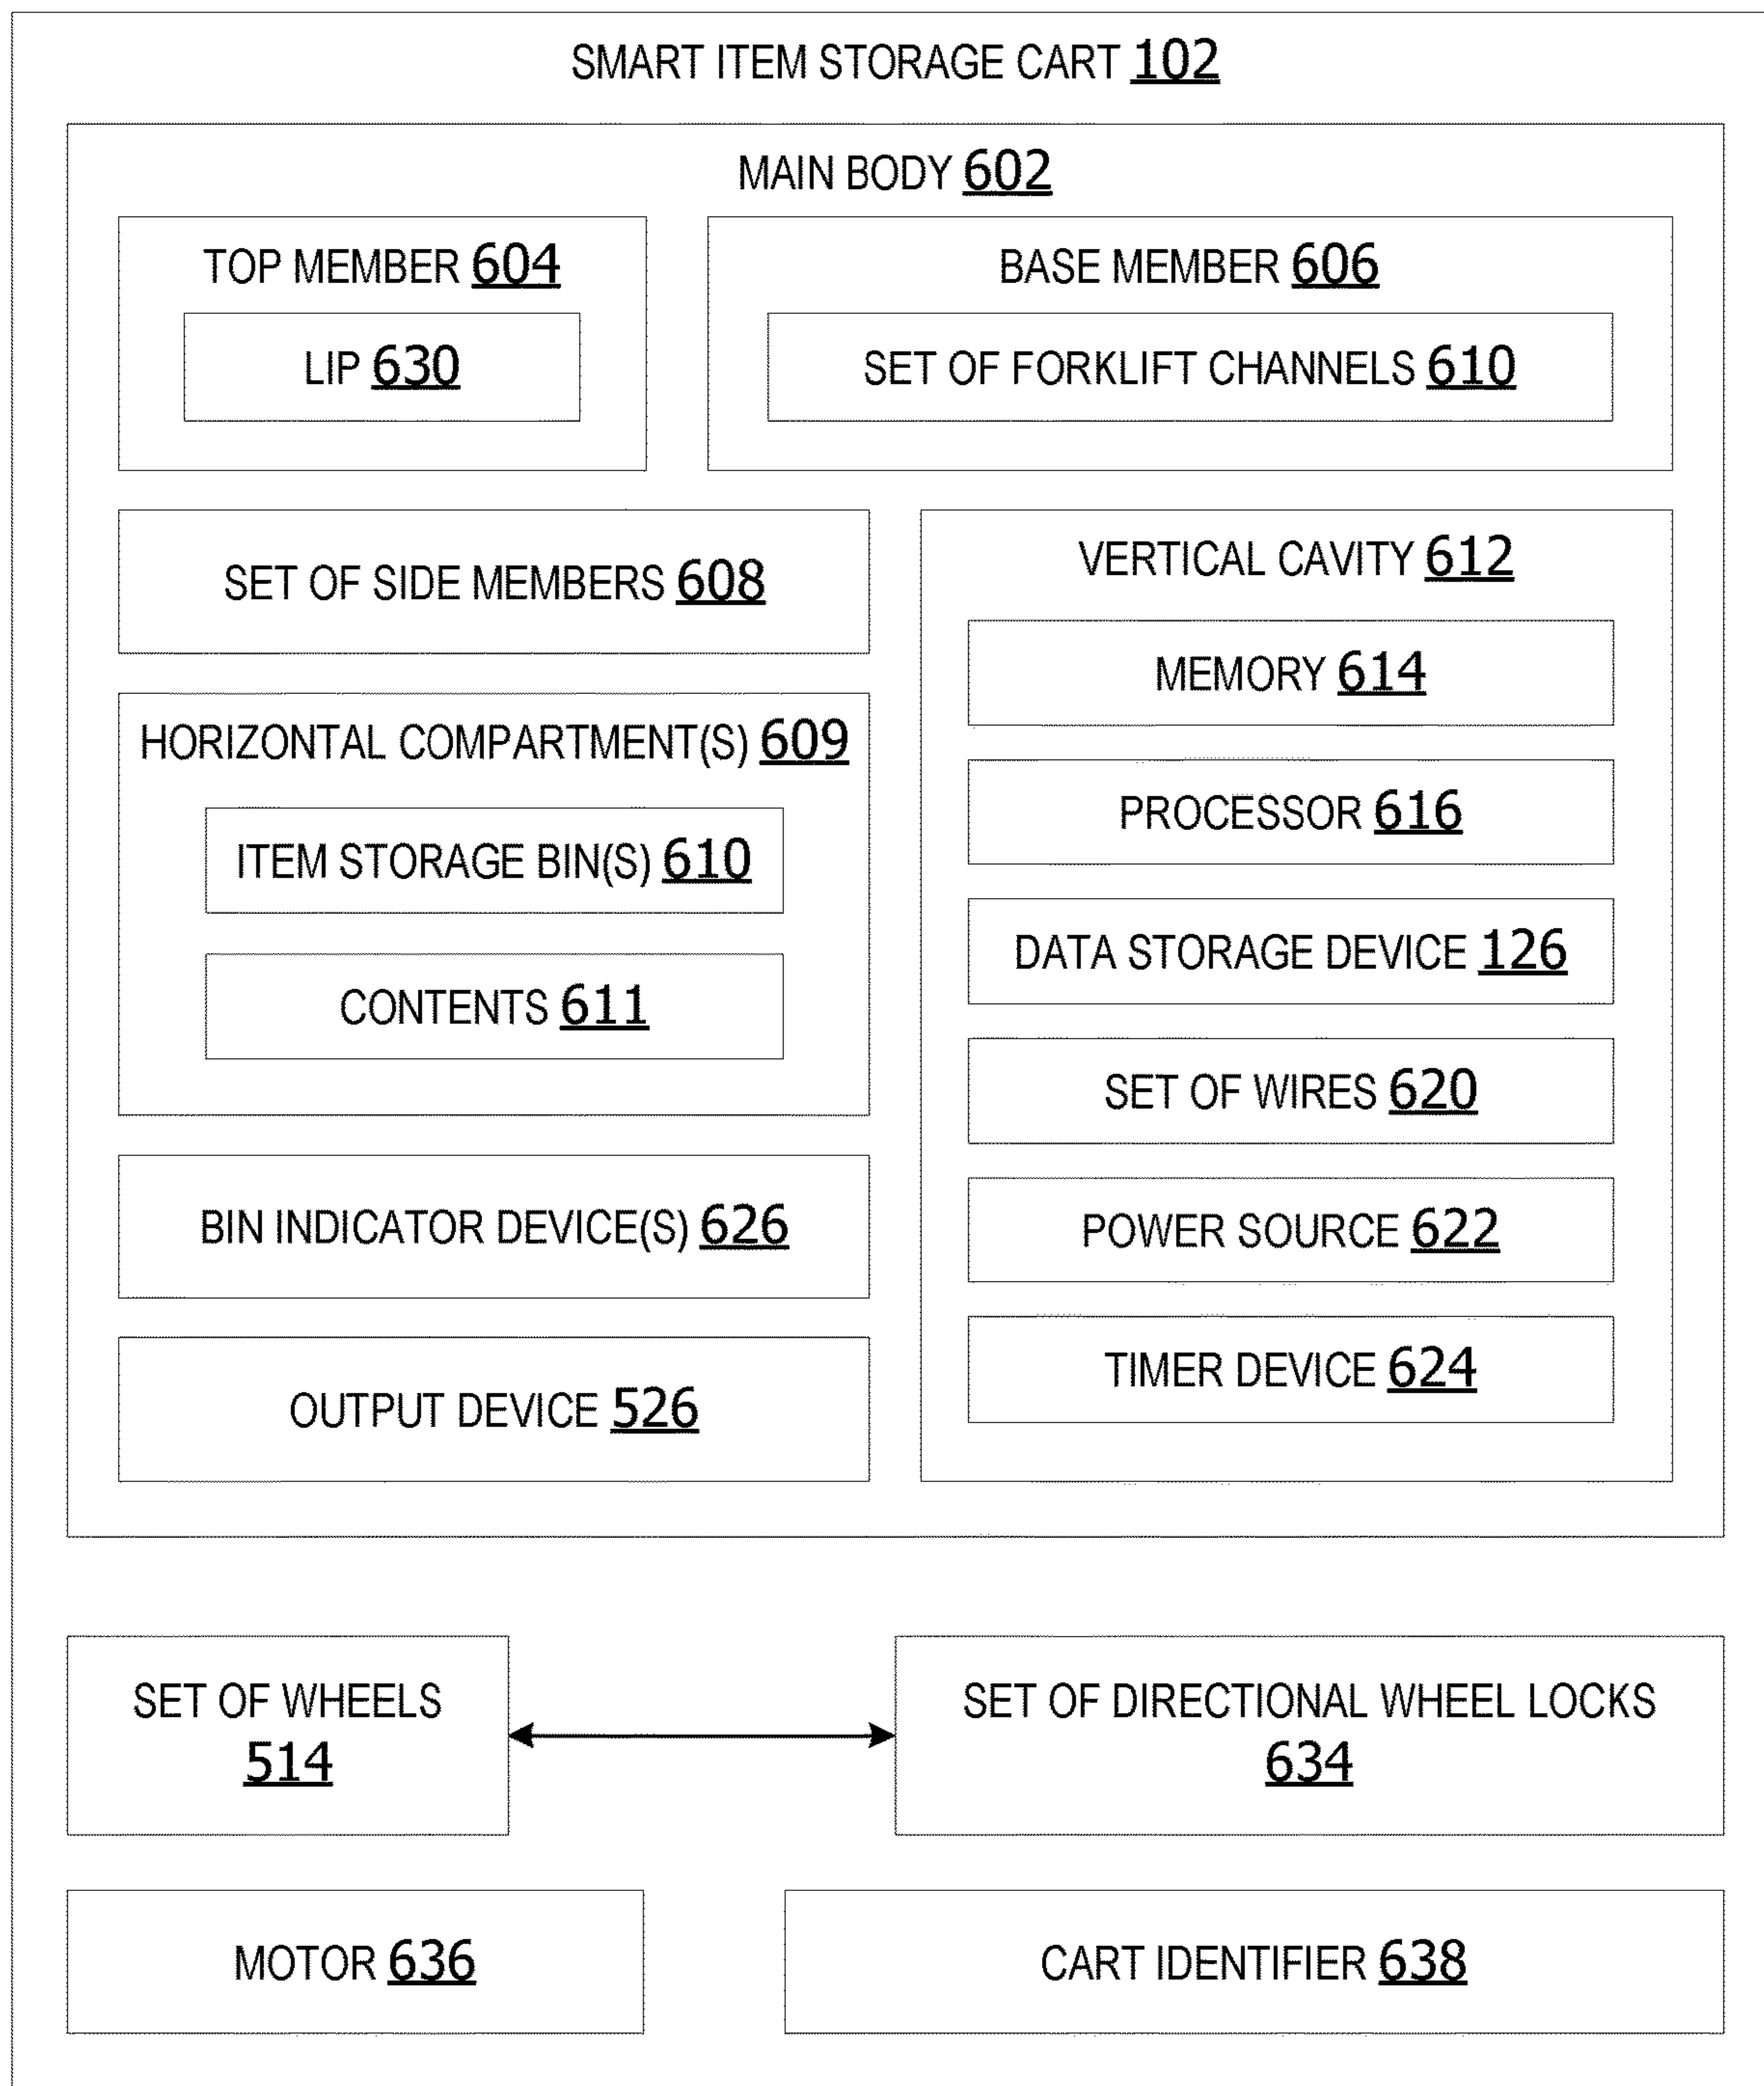 SMART ITEM STORAGE CART 102
MAIN BODY 602
TOP MEMBER 604
LIP 630
BASE MEMBER 606
SET OF FORKLIFT CHANNELS 610
SET OF SIDE MEMBERS 608
HORIZONTAL COMPARTMENT(S) 609
ITEM STORAGE BIN(S) 610
CONTENTS 611
BIN INDICATOR DEVICE(S) 626
OUTPUT DEVICE 526
VERTICAL CAVITY 612
MEMORY 614
PROCESSOR 616
DATA STORAGE DEVICE 126
SET OF WIRES 620
POWER SOURCE 622
TIMER DEVICE 624
SET OF WHEELS
514
SET OF DIRECTIONAL WHEEL LOCKS
634
MOTOR 636
CART IDENTIFIER 638